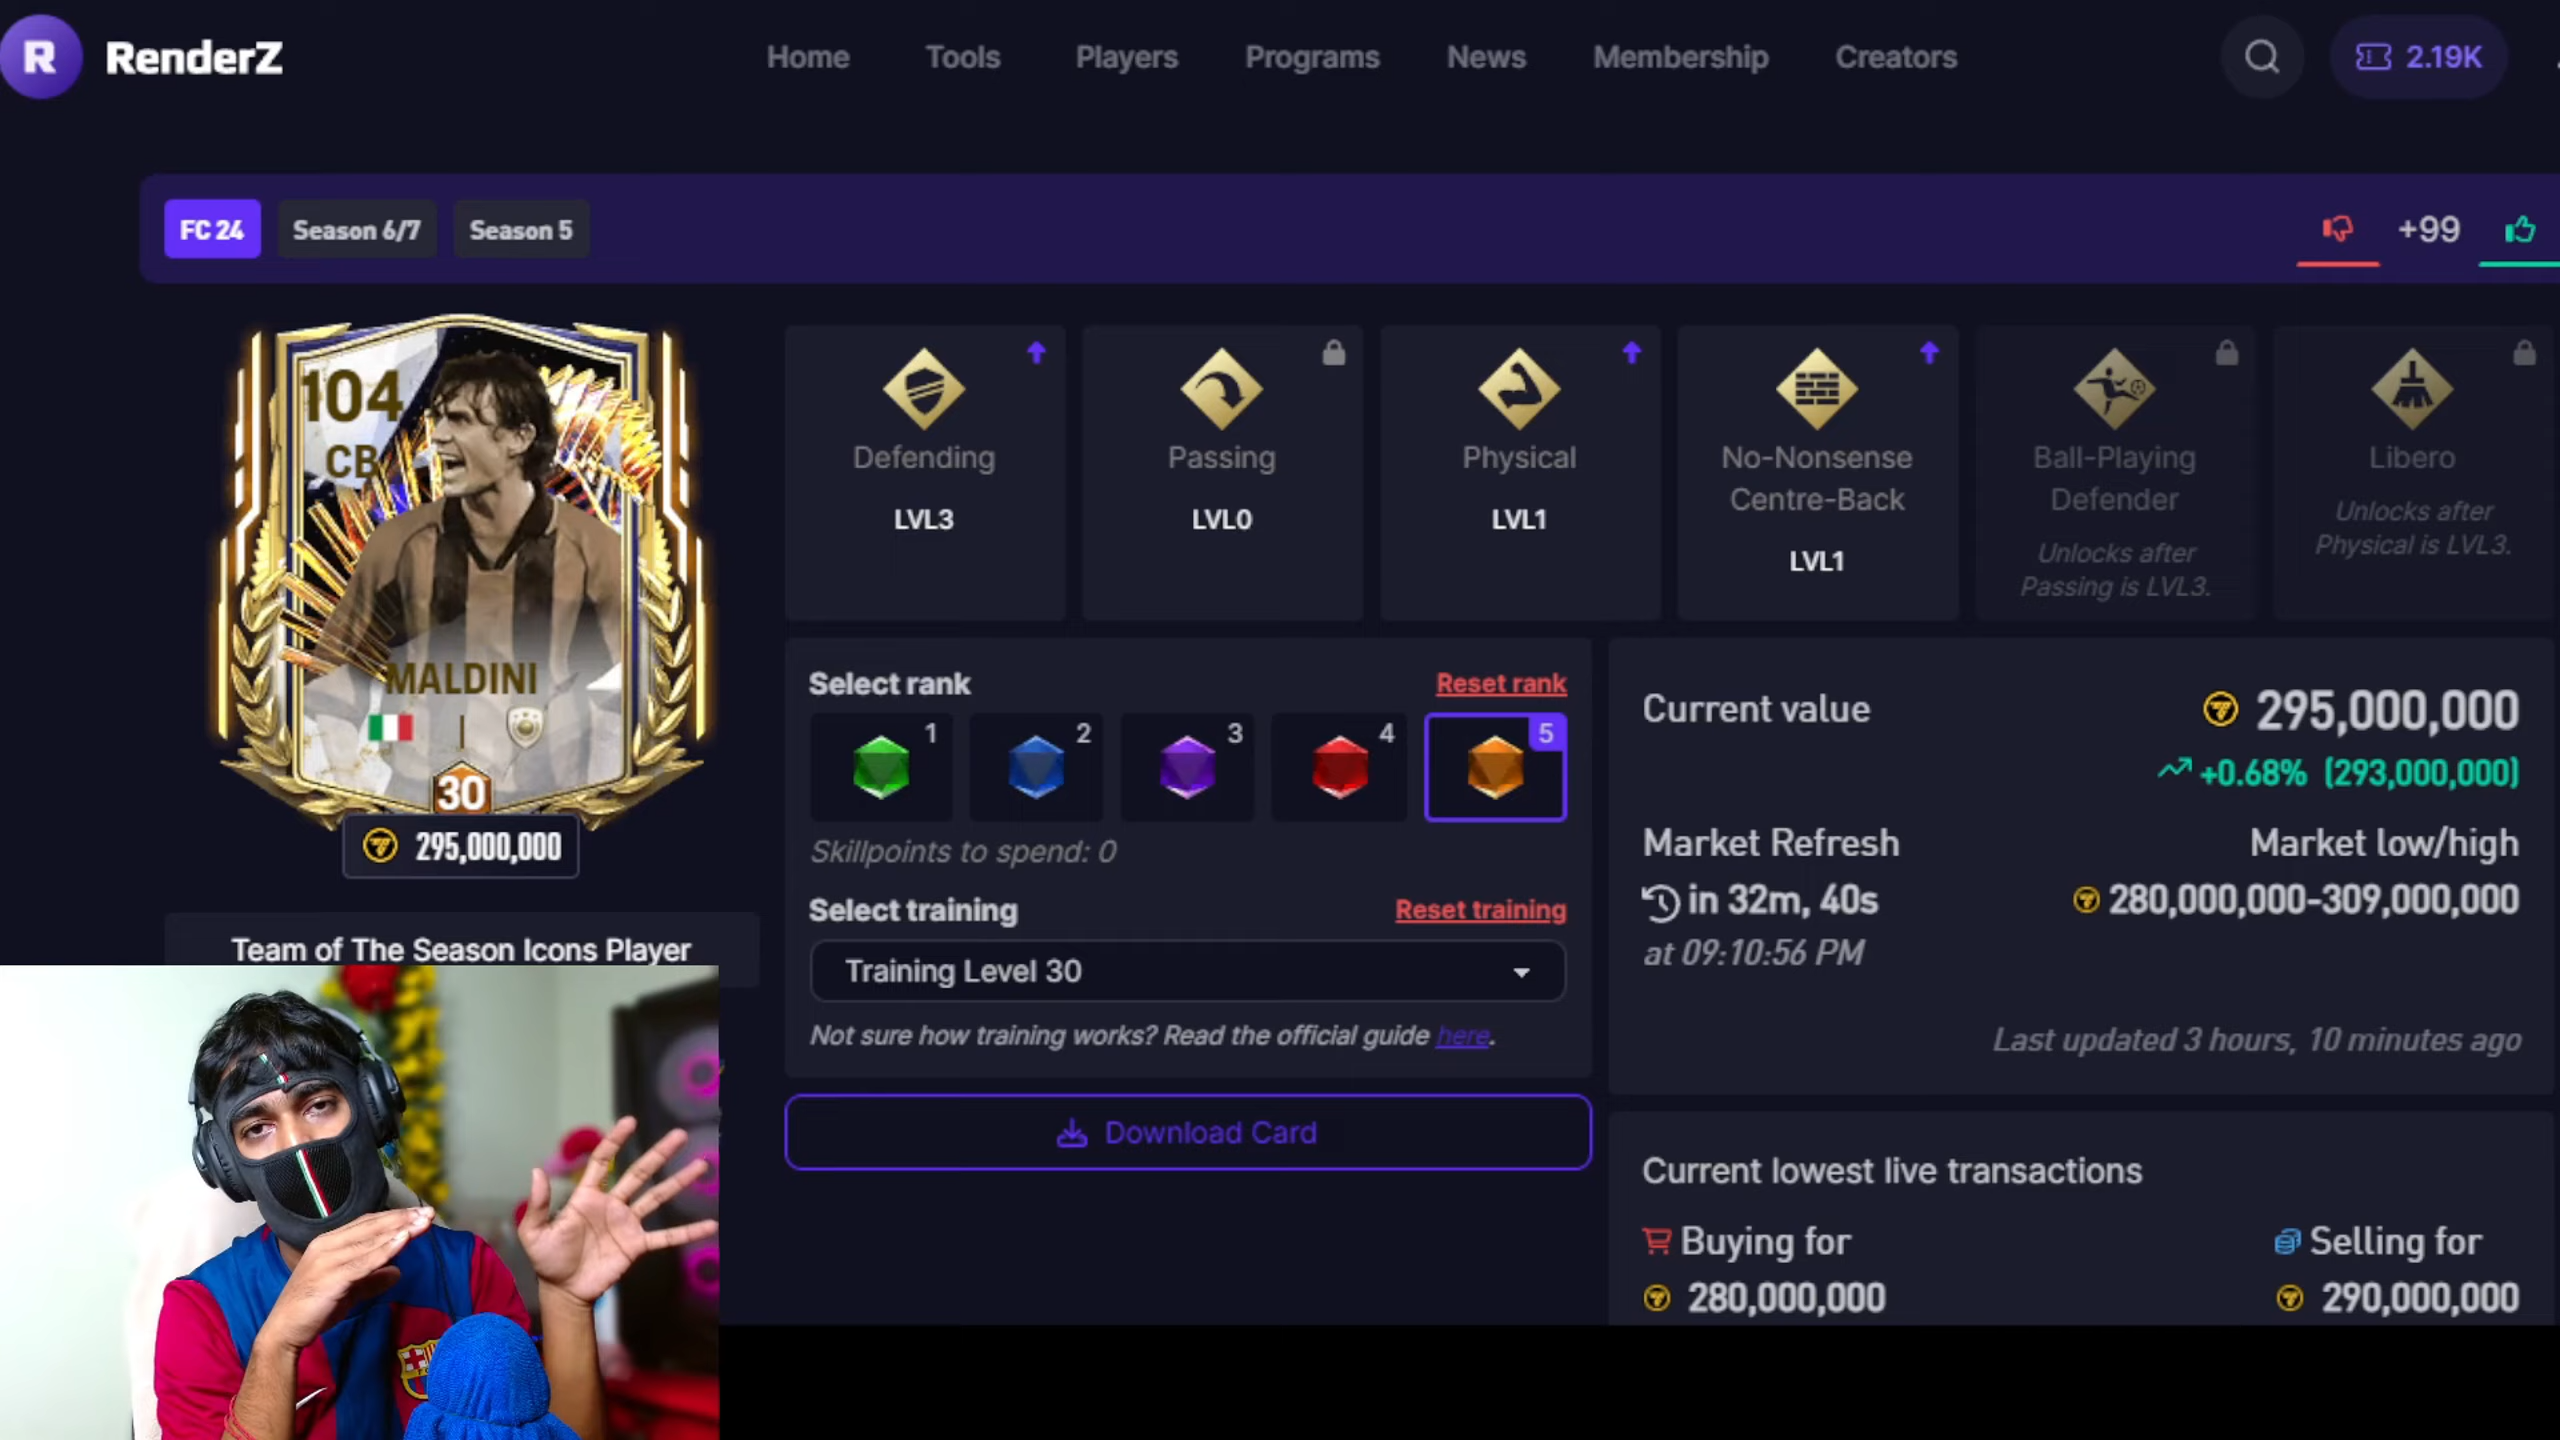 R RenderZ Home Tools Players Programs News Membership Creators 2.19K
FC 24 Season 6/7 Season 5 +99
104
CB
MALDINI
30
295,000,000
Team of The Season Icons Player
Defending
LVL3
Passing
LVL0
Physical
LVL1
No-Nonsense
Centre-Back
LVL1
Ball-Playing
Defender
Unlocks after
Passing is LVL3.
Libero
Unlocks after
Physical is LVL3.
Select rank Reset rank
1 2 3 4 5
Skillpoints to spend: 0
Select training Reset training
Training Level 30
Not sure how training works? Read the official guide here.
Download Card
Current value 295,000,000
+0.68% (293,000,000)
Market Refresh Market low/high
in 32m, 40s 280,000,000-309,000,000
at 09:10:56 PM
Last updated 3 hours, 10 minutes ago
Current lowest live transactions
Buying for Selling for
280,000,000 290,000,000